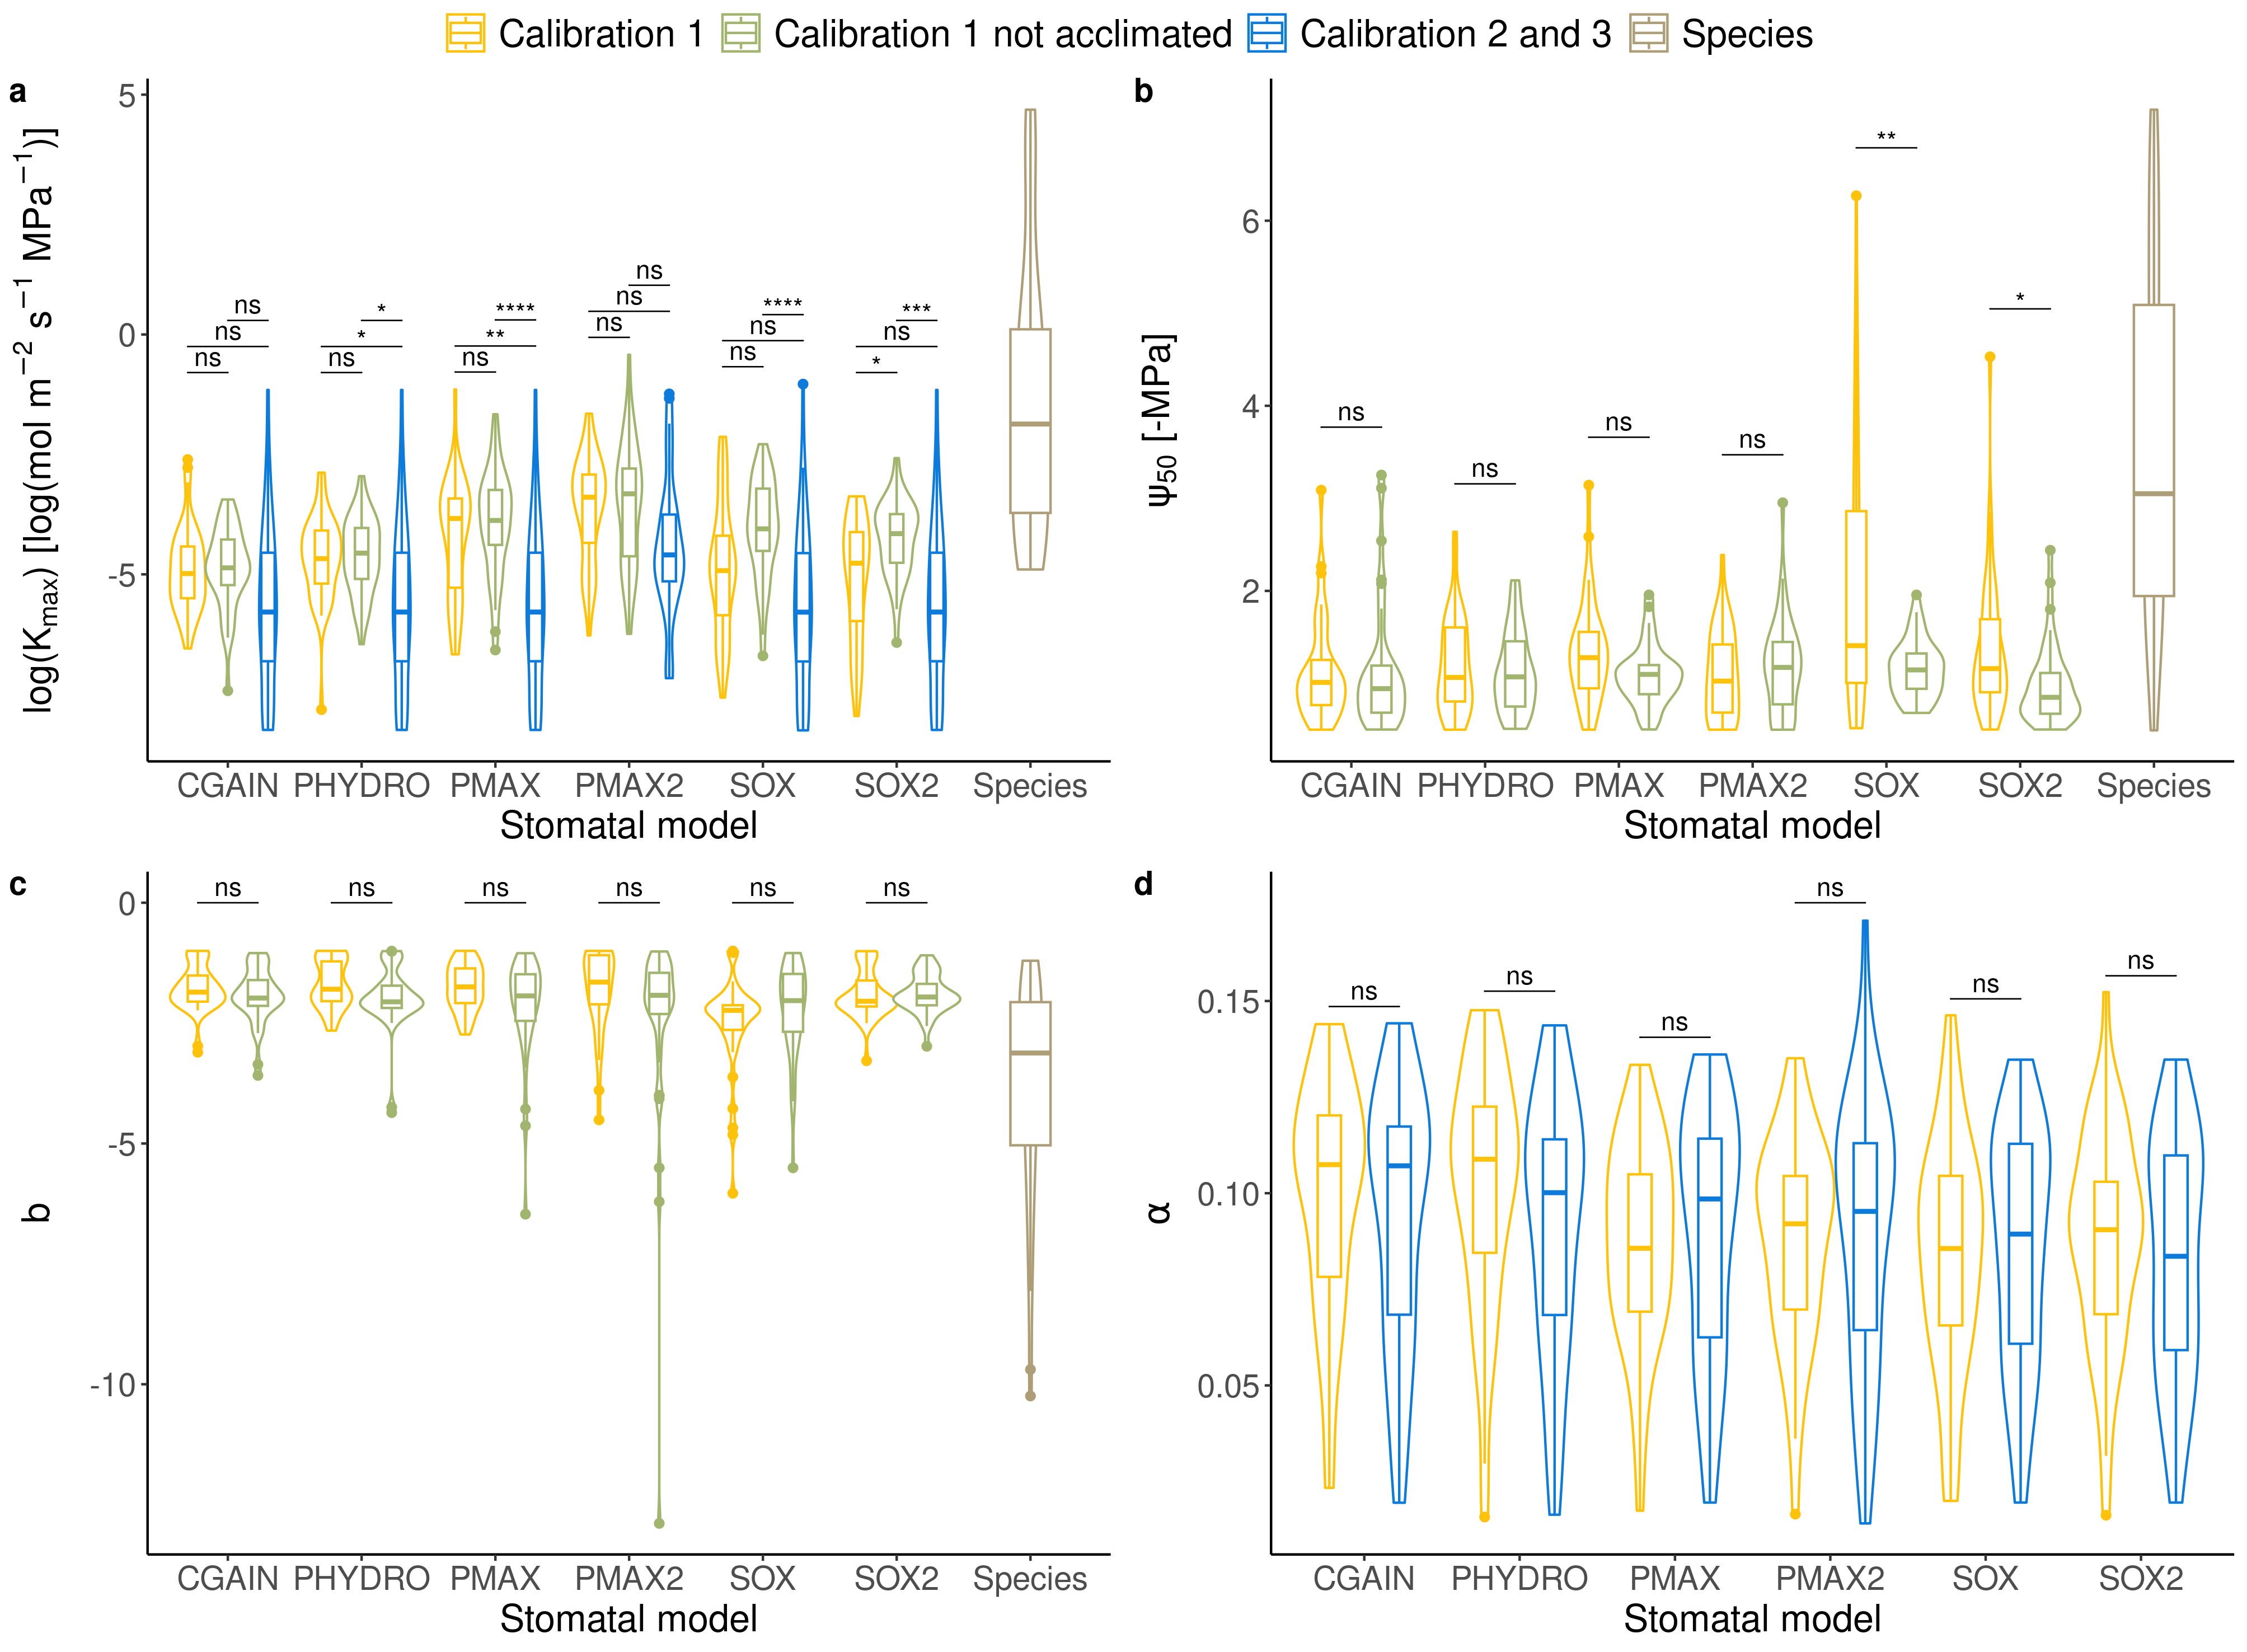 Calibration 1 Calibration 1 not acclimated Calibration 2 and 3 Species
a
log(Kmax) [log(mol m−2 s−1 MPa−1)]
5
0
-5
ns ns ns
ns * *
ns ** ****
ns ns ns
ns ns ****
* ns ***
CGAIN PHYDRO PMAX PMAX2 SOX SOX2 Species
Stomatal model
b
ψ50 [-MPa]
6
4
2
ns ns ns ns ** *
CGAIN PHYDRO PMAX PMAX2 SOX SOX2 Species
Stomatal model
c
b
0
-5
-10
ns ns ns ns ns ns
CGAIN PHYDRO PMAX PMAX2 SOX SOX2 Species
Stomatal model
d
α
0.15
0.10
0.05
ns ns ns ns ns ns
CGAIN PHYDRO PMAX PMAX2 SOX SOX2
Stomatal model